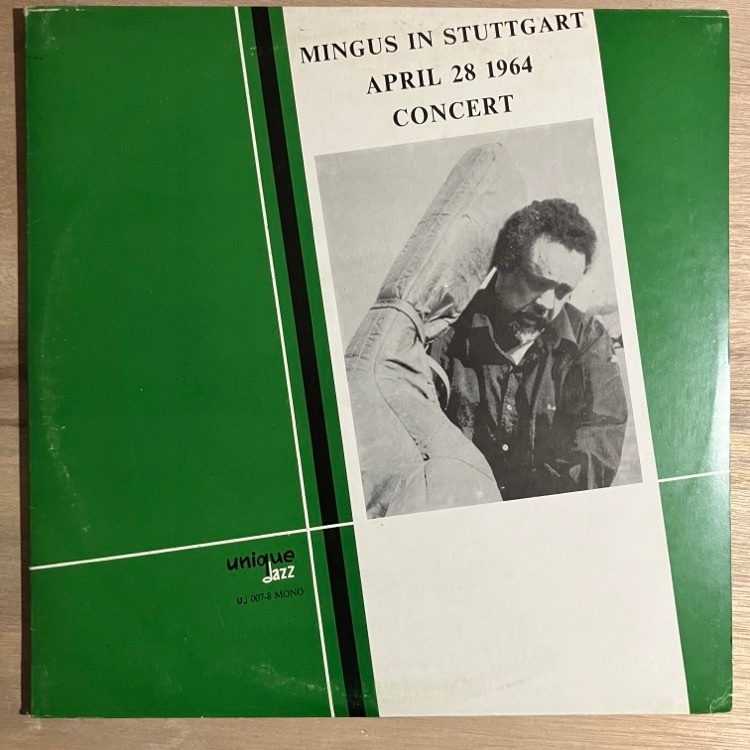 MINGUS IN STUTTGART
APRIL 28 1964
CONCERT
unique
Jazz
UJ 007-8 MONO